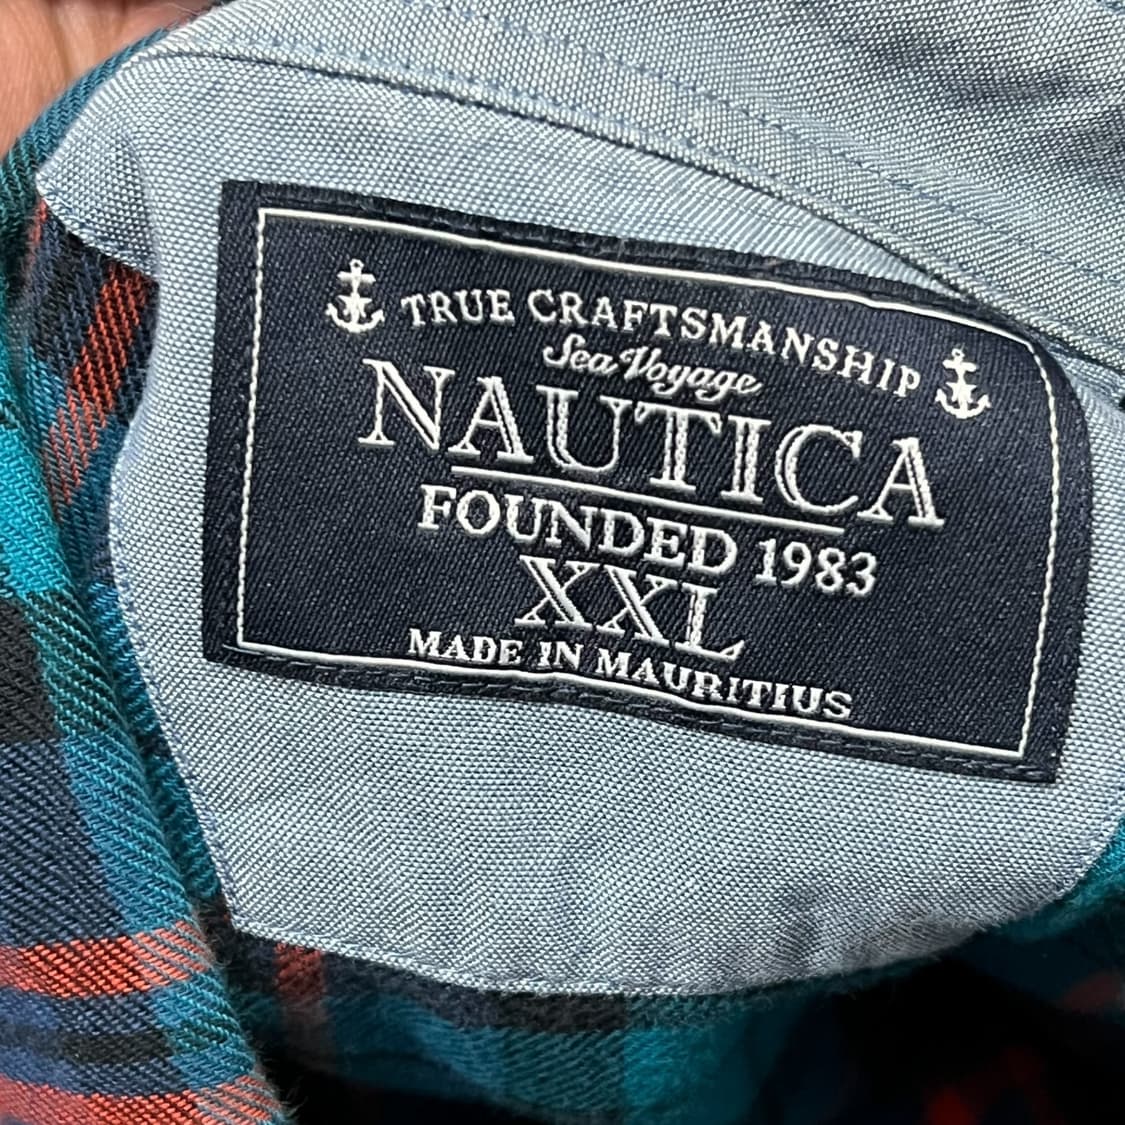 TRUE CRAFTSMANSHIP
Sea Voyage
NAUTICA
FOUNDED 1983
XXL
MADE IN MAURITIUS